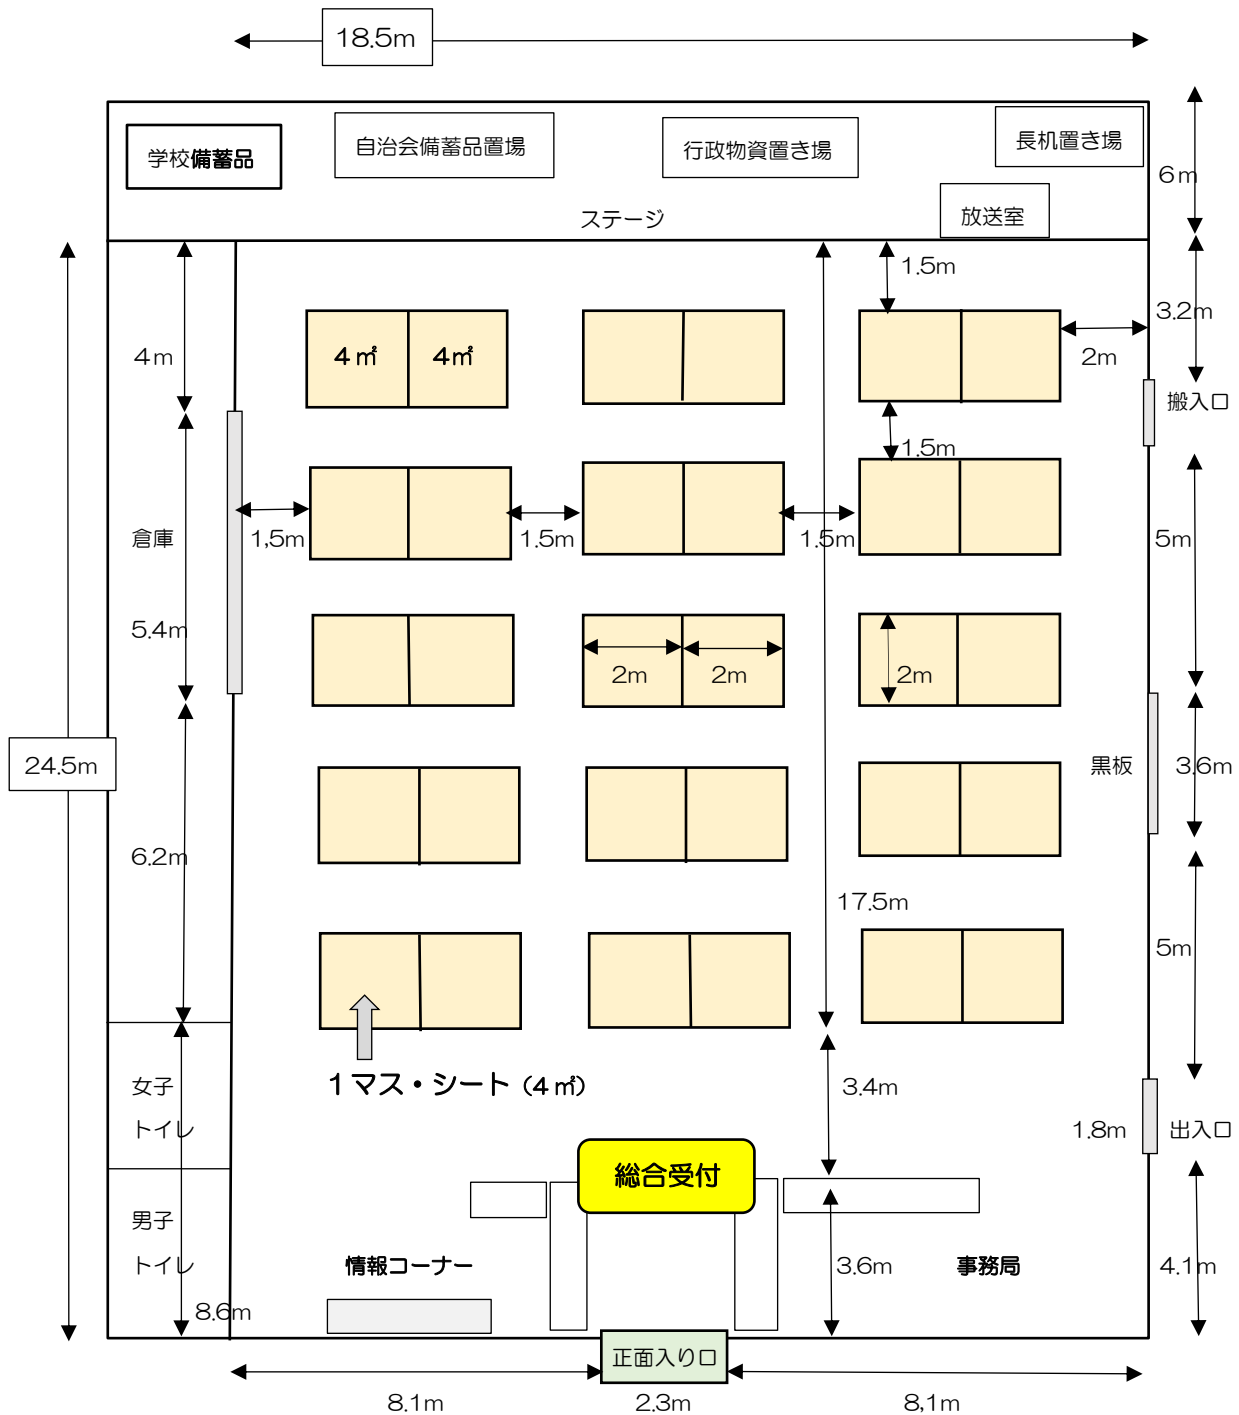 18.5m
学校備蓄品
自治会備蓄品置場
行政物資置き場
長机置き場
6m
ステージ
放送室
1.5m
3.2m
4m
4㎡
4㎡
2m
搬入口
1.5m
倉庫
1,5m
1.5m
1.5m
5m
5.4m
2m
2m
2m
24.5m
黒板
3.6m
6.2m
17.5m
5m
1マス・シート（4㎡）
女子
トイレ
3.4m
1.8m
出入口
総合受付
男子
トイレ
情報コーナー
3.6m
事務局
4.1m
8.6m
正面入り口
8.1m
2.3m
8,1m